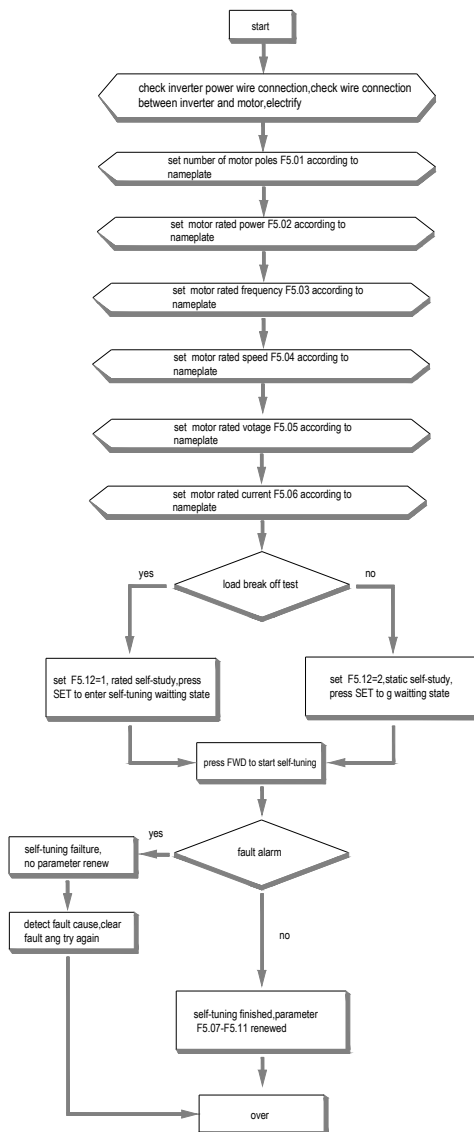 start
check inverter power wire connection,check wire connection
between inverter and motor,electrify
set number of motor poles F5.01 according to
nameplate
set motor rated power F5.02 according to
nameplate
set motor rated frequency F5.03 according to
nameplate
set motor rated speed F5.04 according to
nameplate
set motor rated votage F5.05 according to
nameplate
set motor rated current F5.06 according to
nameplate
yes
load break off test
no
set F5.12=1, rated self-study,press
SET to enter self-tuning waitting state
set F5.12=2,static self-study,
press SET to g waitting state
press FWD to start self-tuning
yes
fault alarm
self-tuning failture,
no parameter renew
detect fault cause,clear
fault ang try again
no
self-tuning finished,parameter
F5.07-F5.11 renewed
over